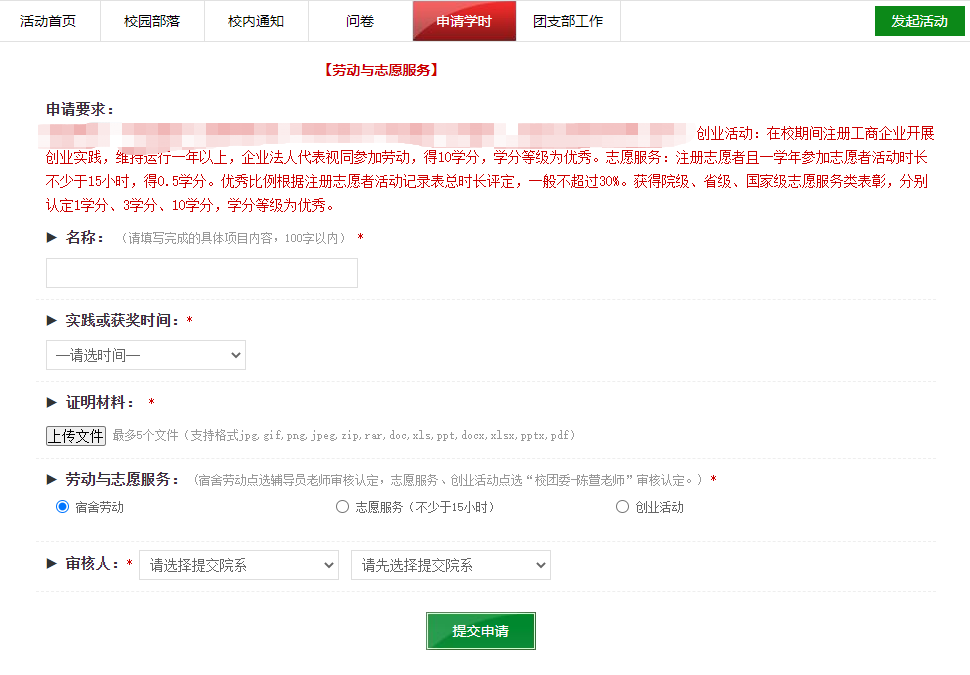 活动首页 校园部落 校内通知 问卷 申请学时 团支部工作 发起活动
【劳动与志愿服务】
申请要求：
创业活动：在校期间注册工商企业开展
创业实践，维持运行一年以上，企业法人代表视同参加劳动，得10学分，学分等级为优秀。志愿服务：注册志愿者且一学年参加志愿者活动时长
不少于15小时，得0.5学分。优秀比例根据注册志愿者活动记录表总时长评定，一般不超过30%。获得院级、省级、国家级志愿服务类表彰，分别
认定1学分、3学分、10学分，学分等级为优秀。
▶ 名称：（请填写完成的具体项目内容，100字以内） *
▶ 实践或获奖时间：*
—请选时间—
▶ 证明材料： *
上传文件 最多5个文件（支持格式jpg,gif,png,jpeg,zip,rar,doc,xls,ppt,docx,xlsx,pptx,pdf）
▶ 劳动与志愿服务：（宿舍劳动点选辅导员老师审核认定，志愿服务、创业活动点选“校团委-陈萱老师”审核认定。） *
宿舍劳动 志愿服务（不少于15小时） 创业活动
▶ 审核人：* 请选择提交院系 请先选择提交院系
提交申请